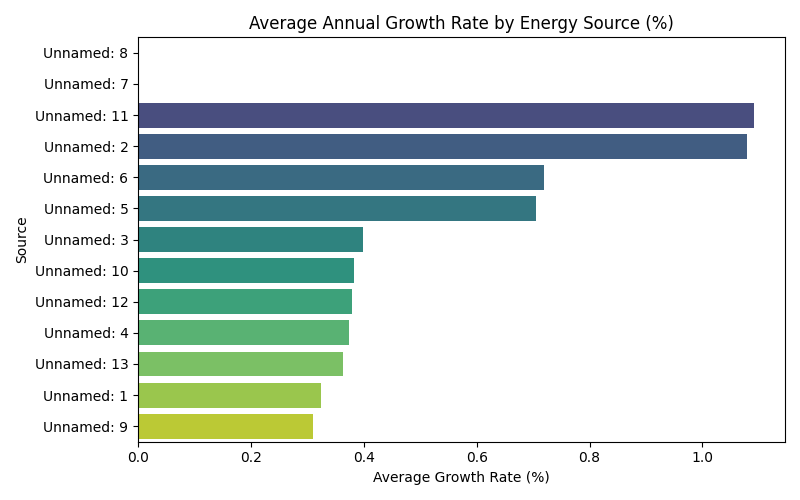 Average Annual Growth Rate by Energy Source (%)
Unnamed: 8
Unnamed: 7
Unnamed: 11
Unnamed: 2
Unnamed: 6
Unnamed: 5
Unnamed: 3
Unnamed: 10
Unnamed: 12
Unnamed: 4
Unnamed: 13
Unnamed: 1
Unnamed: 9
Source
0.0 0.2 0.4 0.6 0.8 1.0
Average Growth Rate (%)